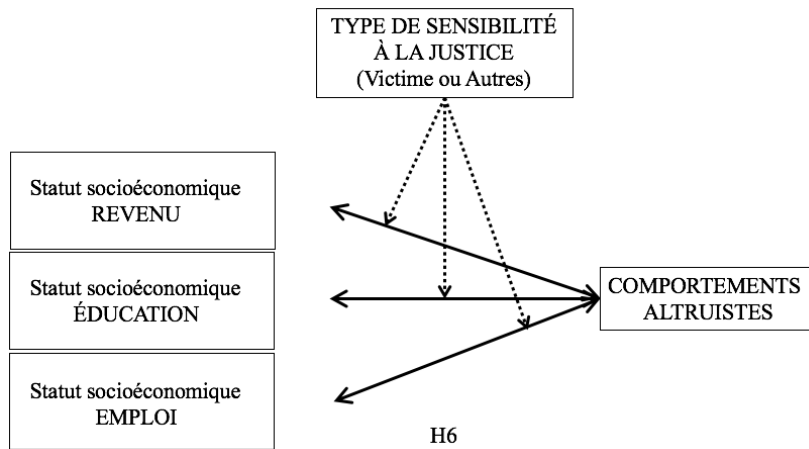 TYPE DE SENSIBILITÉ
À LA JUSTICE
(Victime ou Autres)
Statut socioéconomique
REVENU
Statut socioéconomique
ÉDUCATION
COMPORTEMENTS
ALTRUISTES
Statut socioéconomique
EMPLOI
H6